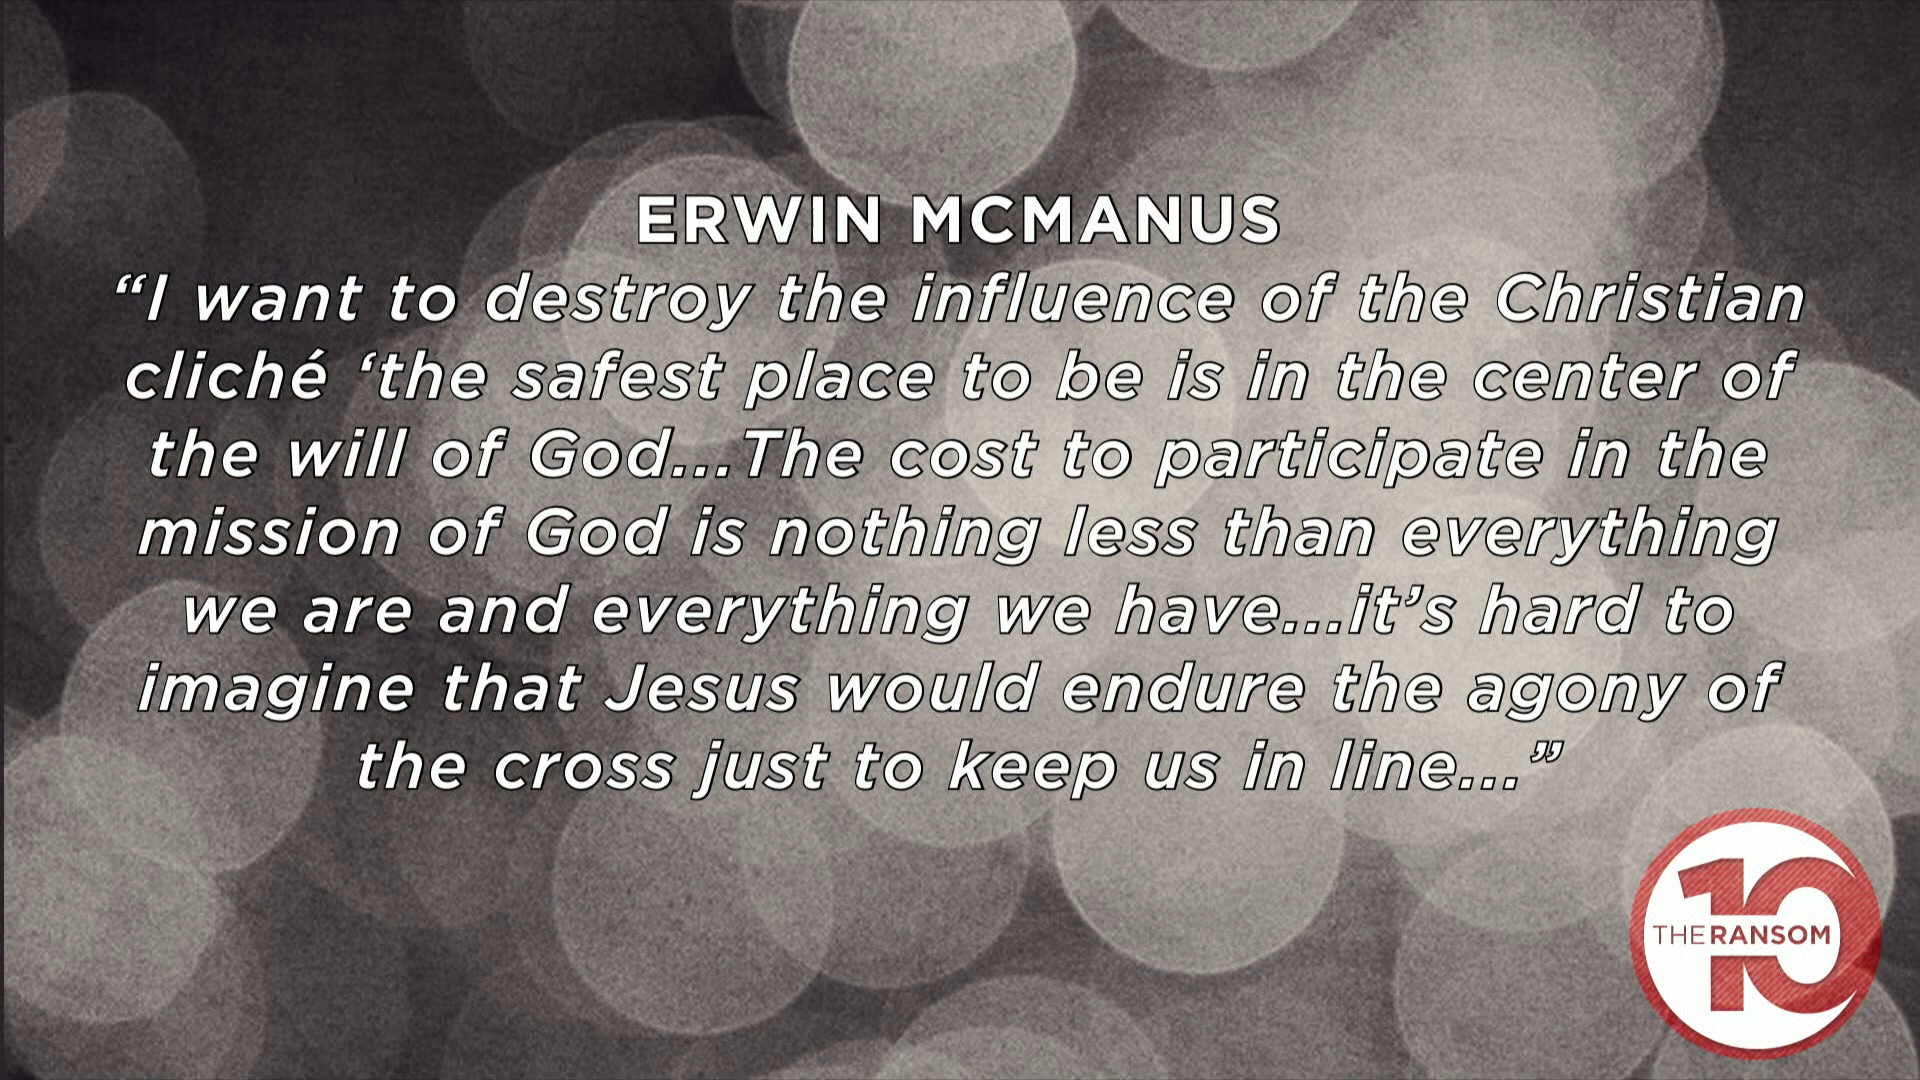 ERWIN MCMANUS
“I want to destroy the influence of the Christian
cliché ‘the safest place to be is in the center of
the will of God...The cost to participate in the
mission of God is nothing less than everything
we are and everything we have...it’s hard to
imagine that Jesus would endure the agony of
the cross just to keep us in line...”
10
THERANSOM